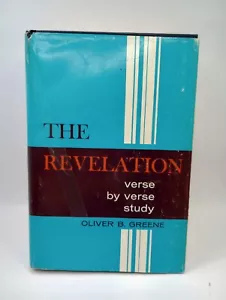 THE
REVELATION
verse
by verse
study
OLIVER B. GREENE